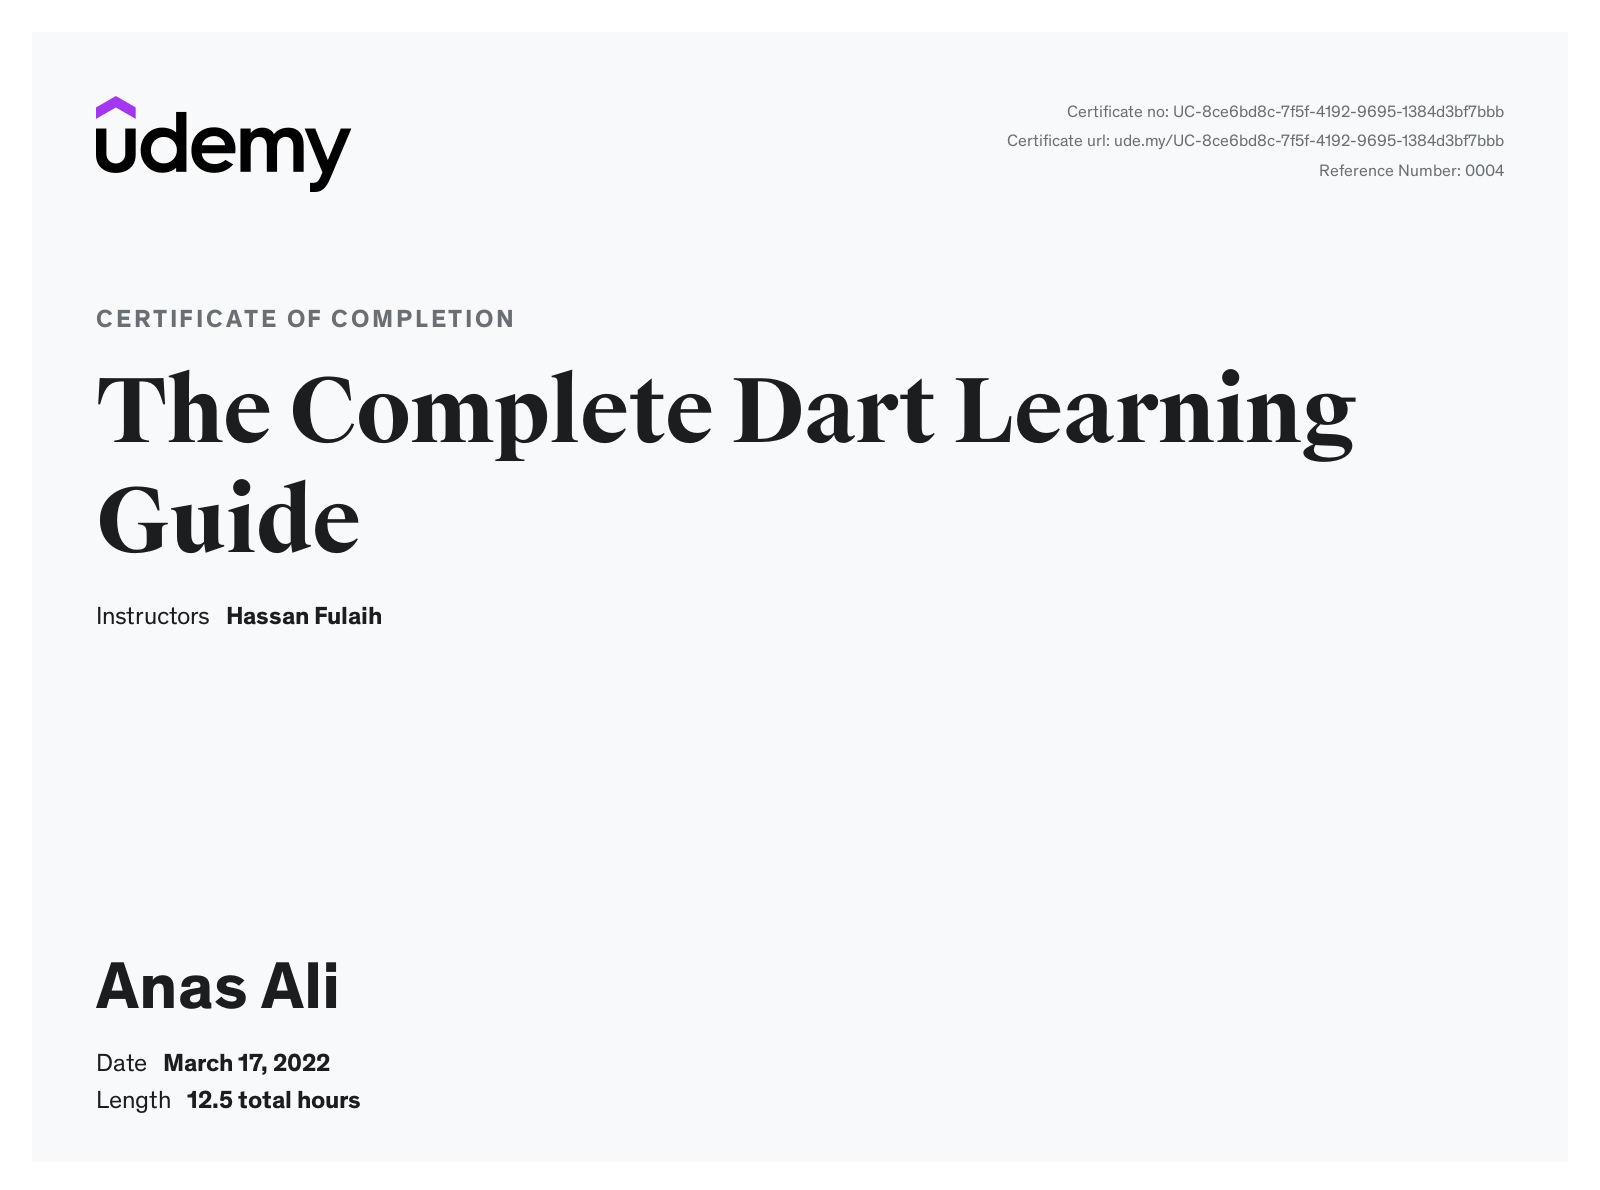 udemy
Certificate no: UC-8ce6bd8c-7f5f-4192-9695-1384d3bf7bbb
Certificate url: ude.my/UC-8ce6bd8c-7f5f-4192-9695-1384d3bf7bbb
Reference Number: 0004
CERTIFICATE OF COMPLETION
The Complete Dart Learning
Guide
Instructors Hassan Fulaih
Anas Ali
Date March 17, 2022
Length 12.5 total hours